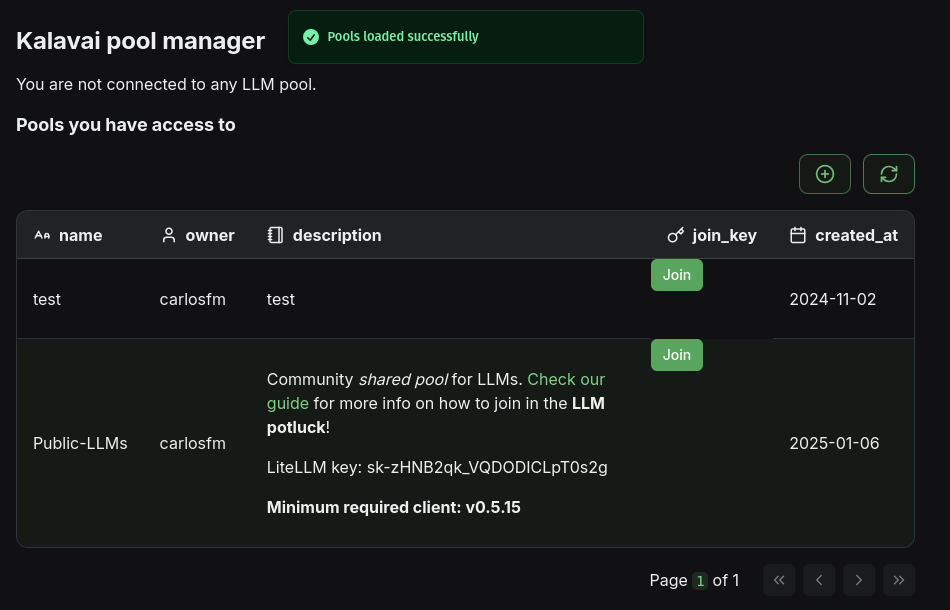 Kalavai pool manager
Pools loaded successfully
You are not connected to any LLM pool.
Pools you have access to
name owner description join_key created_at
test carlosfm test Join 2024-11-02
Public-LLMs carlosfm Join 2025-01-06
Community shared pool for LLMs. Check our
guide for more info on how to join in the LLM
potluck!
LiteLLM key: sk-zHNB2qk_VQDODICLpT0s2g
Minimum required client: v0.5.15
Page 1 of 1